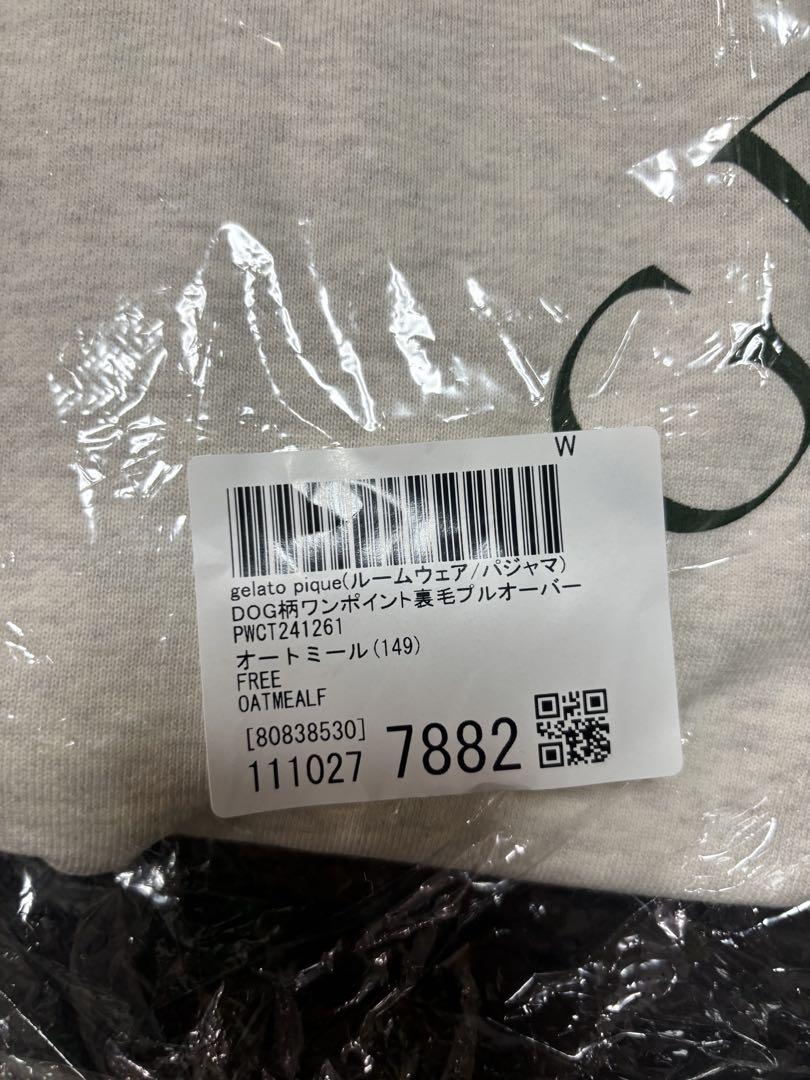 W
gelato pique(ルームウェア/パジャマ)
DOG柄ワンポイント裏毛プルオーバー
PWCT241261
オートミール(149)
FREE
OATMEALF
[80838530]
111027 7882